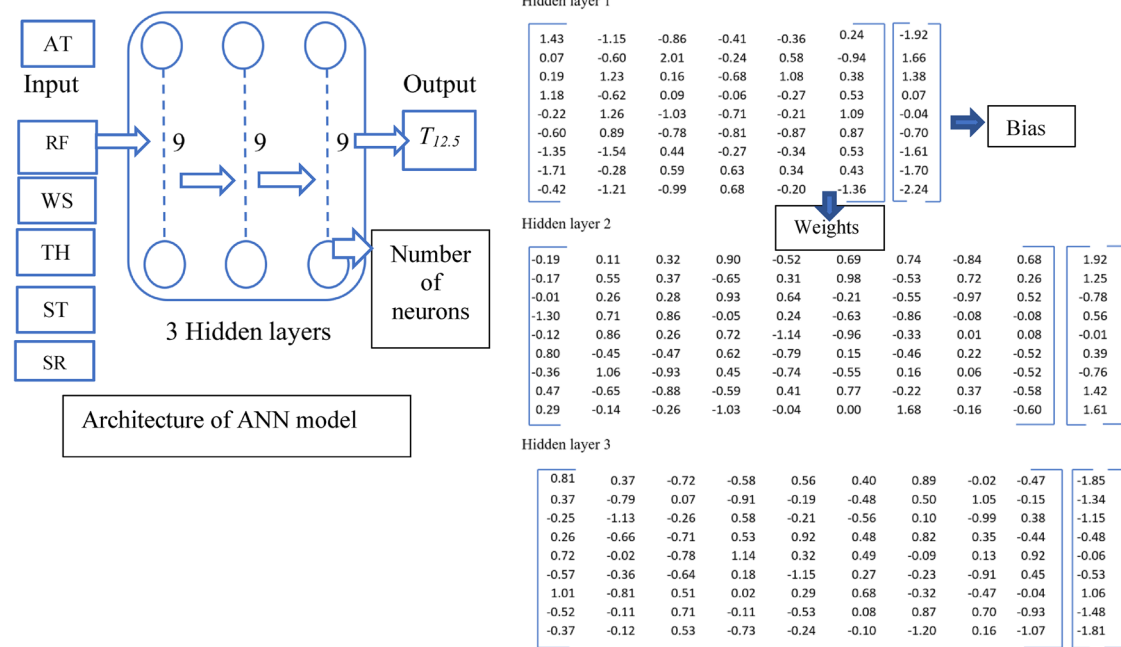 AT
Input
RF
WS
TH
ST
SR
9
9
9
Output
T12.5
Number
of
neurons
3 Hidden layers
Architecture of ANN model
Hidden layer 1
1.43 -1.15 -0.86 -0.41 -0.36 0.24 -1.92
0.07 -0.60 2.01 -0.24 0.58 -0.94 1.66
0.19 1.23 0.16 -0.68 1.08 0.38 1.38
1.18 -0.62 0.09 -0.06 -0.27 0.53 0.07
-0.22 1.26 -1.03 -0.71 -0.21 1.09 -0.04
-0.60 0.89 -0.78 -0.81 -0.87 0.87 -0.70
-1.35 -1.54 0.44 -0.27 -0.34 0.53 -1.61
-1.71 -0.28 0.59 0.63 0.34 0.43 -1.70
-0.42 -1.21 -0.99 0.68 -0.20 -1.36 -2.24
Bias
Weights
Hidden layer 2
-0.19 0.11 0.32 0.90 -0.52 0.69 0.74 -0.84 0.68 1.92
-0.17 0.55 0.37 -0.65 0.31 0.98 -0.53 0.72 0.26 1.25
-0.01 0.26 0.28 0.93 0.64 -0.21 -0.55 -0.97 0.52 -0.78
-1.30 0.71 0.86 -0.05 0.24 -0.63 -0.86 -0.08 -0.08 0.56
-0.12 0.86 0.26 0.72 -1.14 -0.96 -0.33 0.01 0.08 -0.01
0.80 -0.45 -0.47 0.62 -0.79 0.15 -0.46 0.22 -0.52 0.39
-0.36 1.06 -0.93 0.45 -0.74 -0.55 0.16 0.06 -0.52 -0.76
0.47 -0.65 -0.88 -0.59 0.41 0.77 -0.22 0.37 -0.58 1.42
0.29 -0.14 -0.26 -1.03 -0.04 0.00 1.68 -0.16 -0.60 1.61
Hidden layer 3
0.81 0.37 -0.72 -0.58 0.56 0.40 0.89 -0.02 -0.47 -1.85
0.37 -0.79 0.07 -0.91 -0.19 -0.48 0.50 1.05 -0.15 -1.34
-0.25 -1.13 -0.26 0.58 -0.21 -0.56 0.10 -0.99 0.38 -1.15
0.26 -0.66 -0.71 0.53 0.92 0.48 0.82 0.35 -0.44 -0.48
0.72 -0.02 -0.78 1.14 0.32 0.49 -0.09 0.13 0.92 -0.06
-0.57 -0.36 -0.64 0.18 -1.15 0.27 -0.23 -0.91 0.45 -0.53
1.01 -0.81 0.51 0.02 0.29 0.68 -0.32 -0.47 -0.04 1.06
-0.52 -0.11 0.71 -0.11 -0.53 0.08 0.87 0.70 -0.93 -1.48
-0.37 -0.12 0.53 -0.73 -0.24 -0.10 -1.20 0.16 -1.07 -1.81